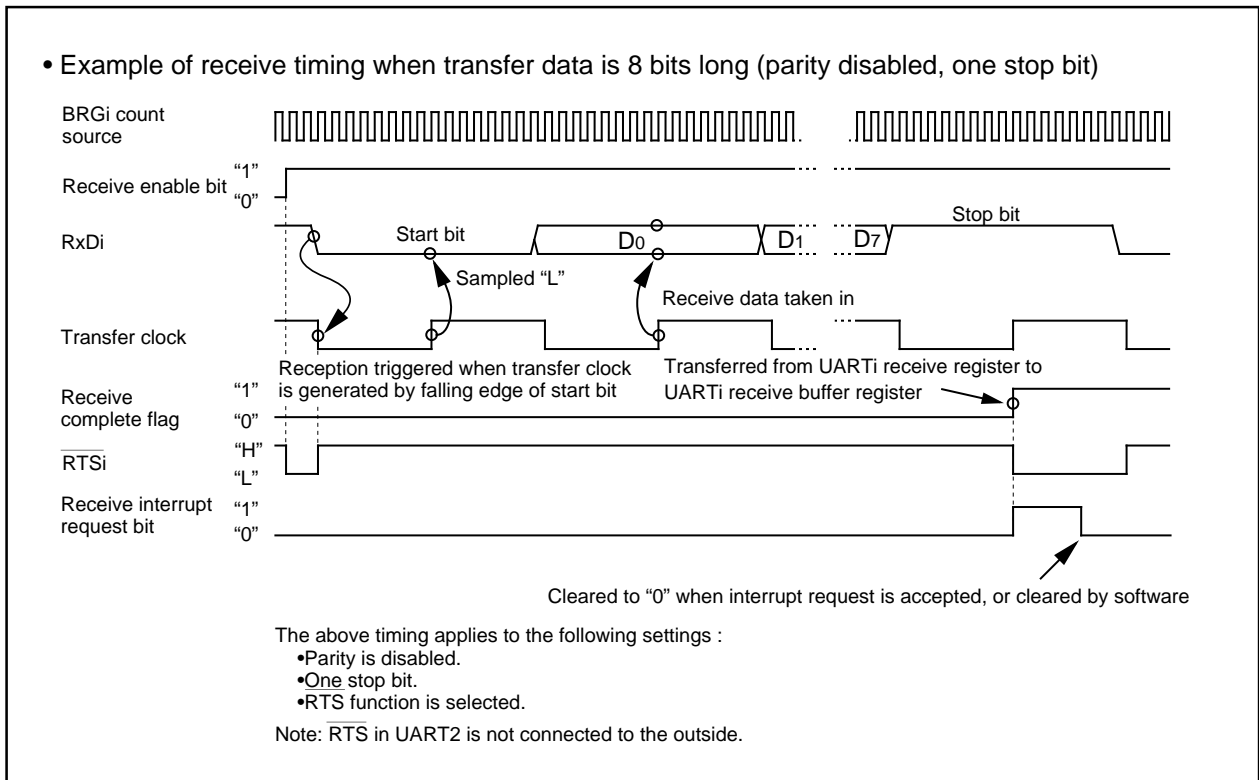 • Example of receive timing when transfer data is 8 bits long (parity disabled, one stop bit)
BRGi count
source
Receive enable bit
“1”
“0”
RxDi
Start bit
D0
D1
D7
Stop bit
Sampled “L”
Receive data taken in
Transfer clock
Reception triggered when transfer clock
is generated by falling edge of start bit
Transferred from UARTi receive register to
UARTi receive buffer register
Receive
complete flag
“1”
“0”
RTSi
“H”
“L”
Receive interrupt
request bit
“1”
“0”
Cleared to “0” when interrupt request is accepted, or cleared by software
The above timing applies to the following settings :
•Parity is disabled.
•One stop bit.
•RTS function is selected.
Note: RTS in UART2 is not connected to the outside.